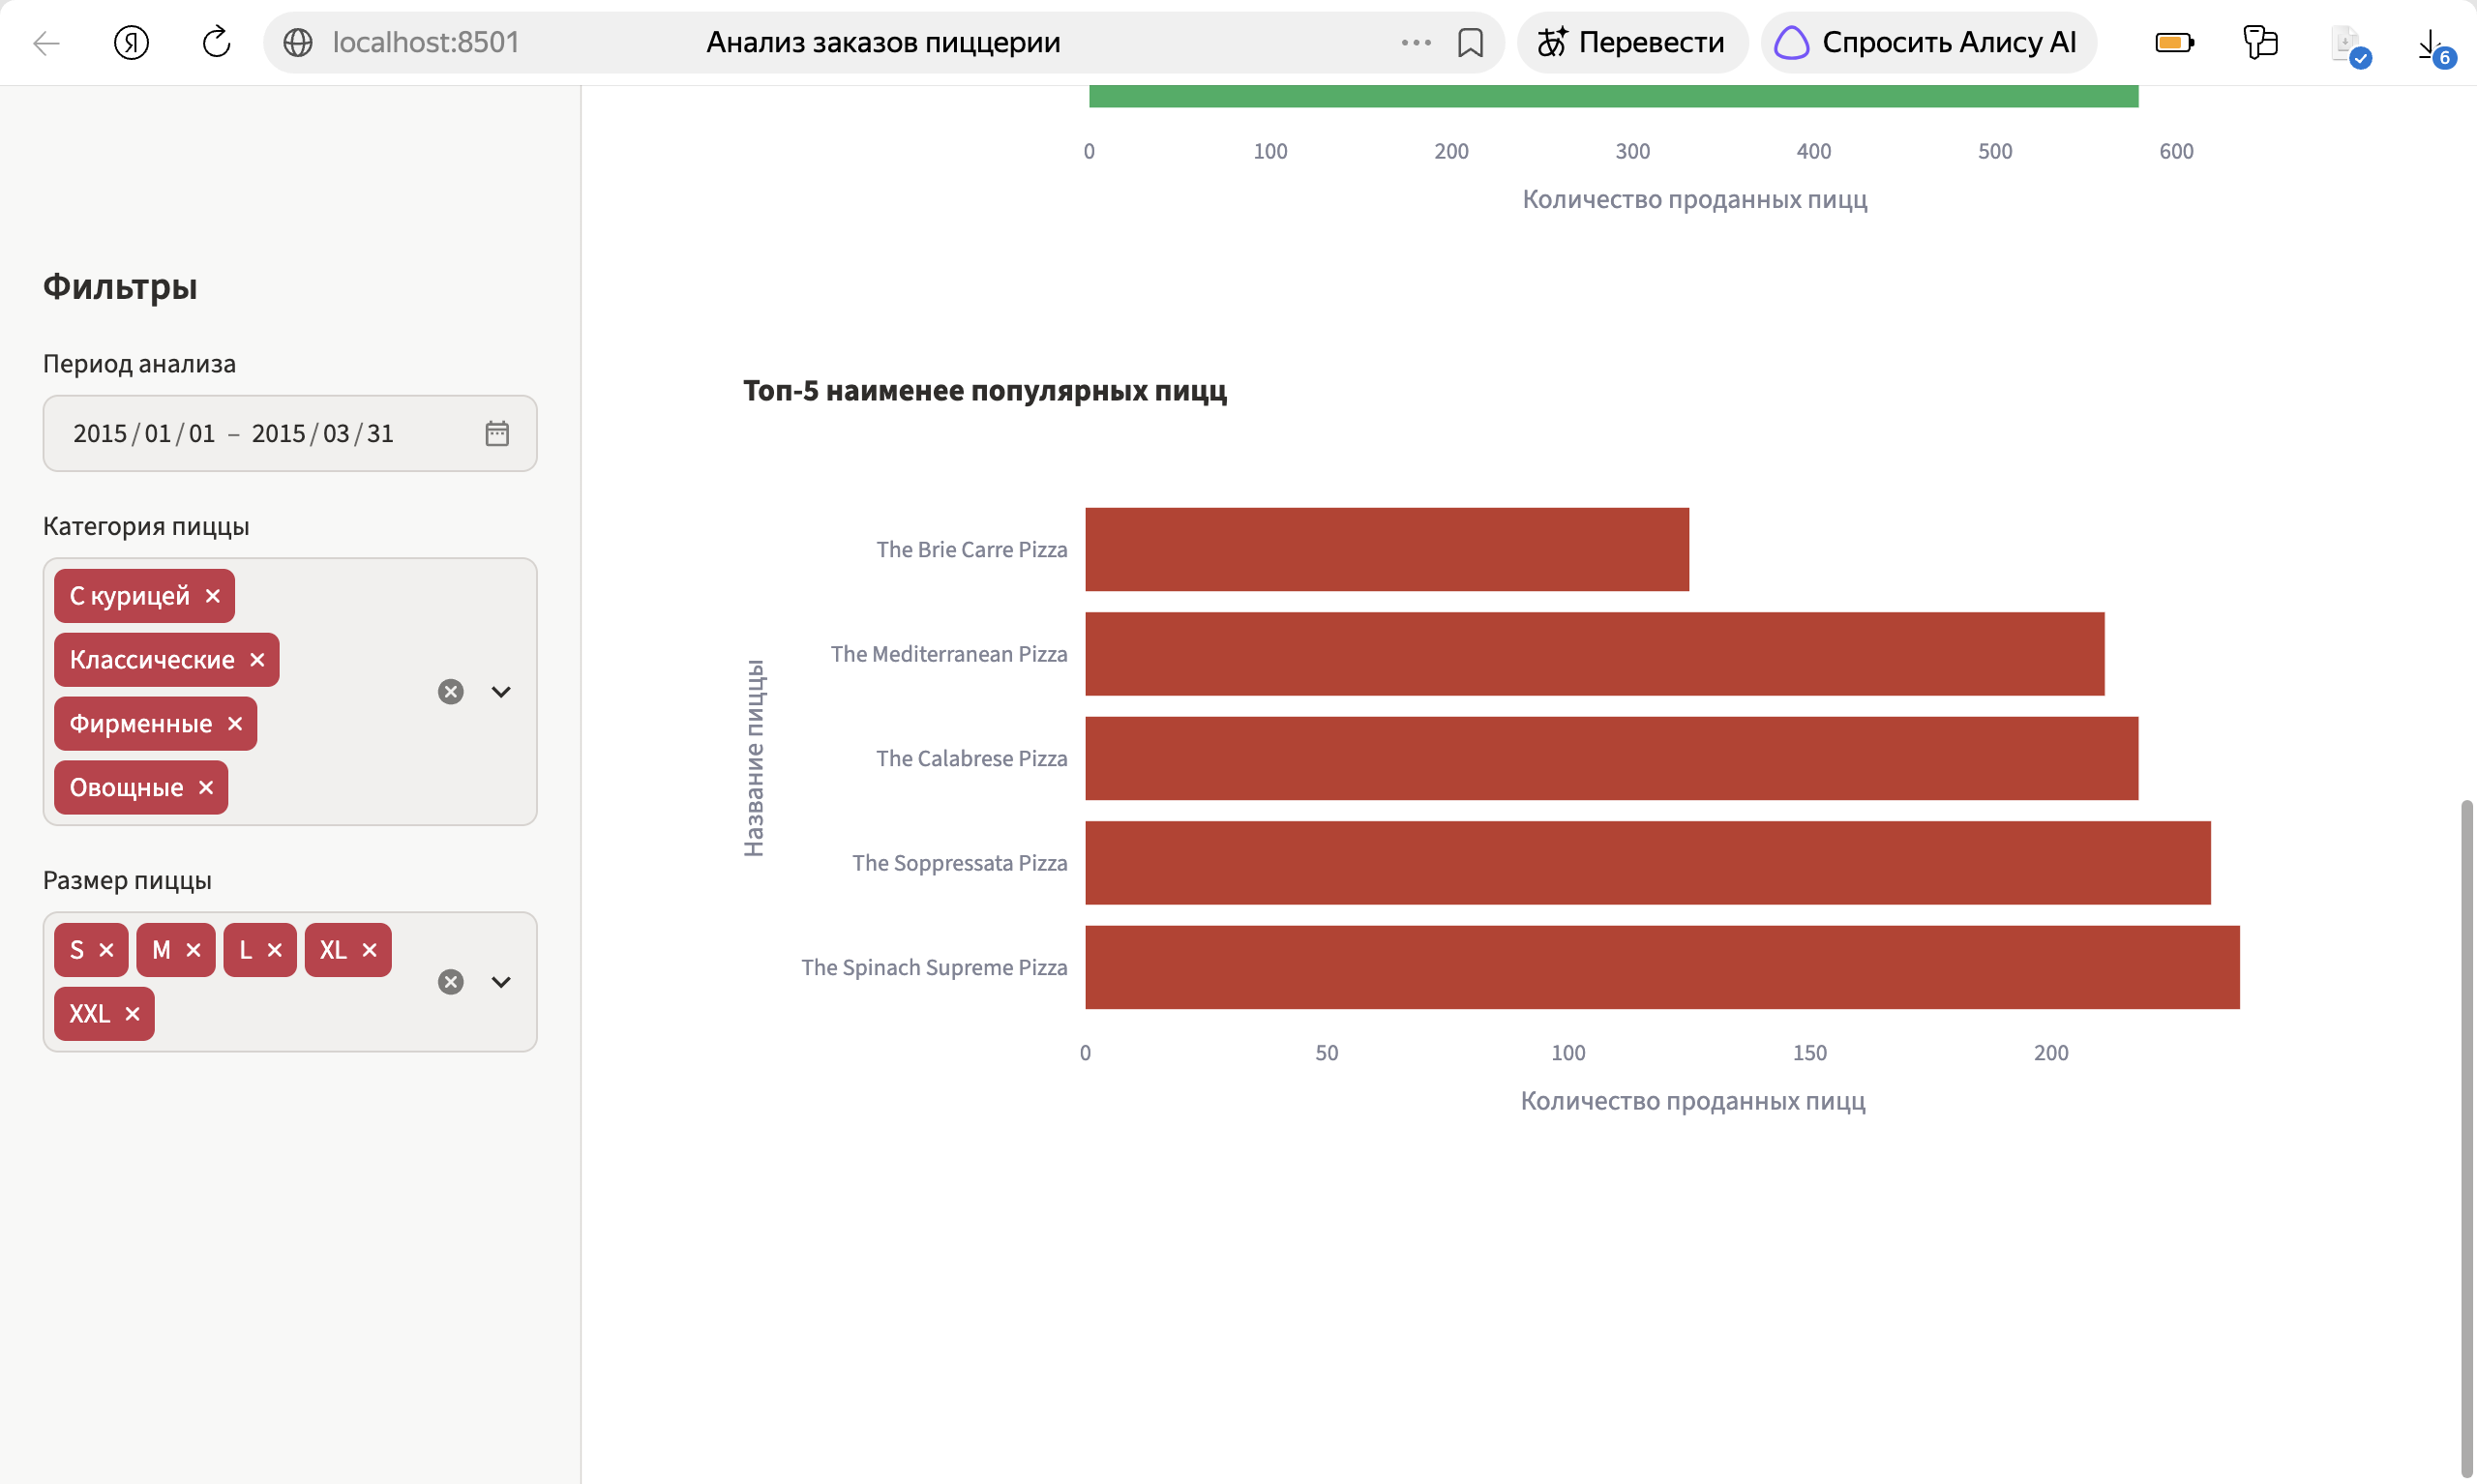 Я localhost:8501 Анализ заказов пиццерии Перевести Спросить Алису AI 6
0 100 200 300 400 500 600
Количество проданных пицц
Фильтры
Период анализа
2015/01/01 – 2015/03/31
Категория пиццы
С курицей
Классические
Фирменные
Овощные
Размер пиццы
S M L XL
XXL
Топ-5 наименее популярных пицц
Название пиццы
The Brie Carre Pizza
The Mediterranean Pizza
The Calabrese Pizza
The Soppressata Pizza
The Spinach Supreme Pizza
0 50 100 150 200
Количество проданных пицц